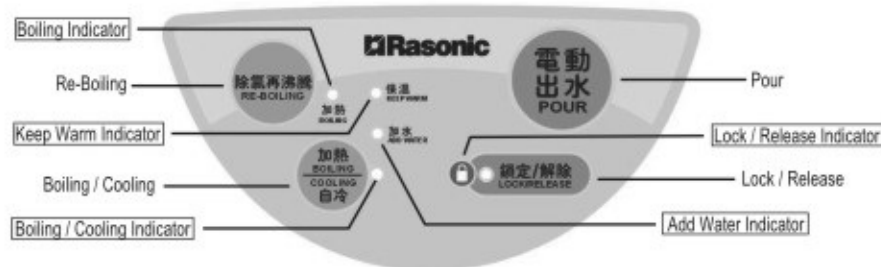 Boiling Indicator
Rasonic
Re-Boiling
除氯再沸騰
RE-BOILING
加熱
BOILING
保溫
KEEP WARM
電動
出水
POUR
Pour
Keep Warm Indicator
加水
ADD WATER
Lock / Release Indicator
Boiling / Cooling
加熱
BOILING
COOLING
自冷
鎖定/解除
LOCK/RELEASE
Lock / Release
Boiling / Cooling Indicator
Add Water Indicator